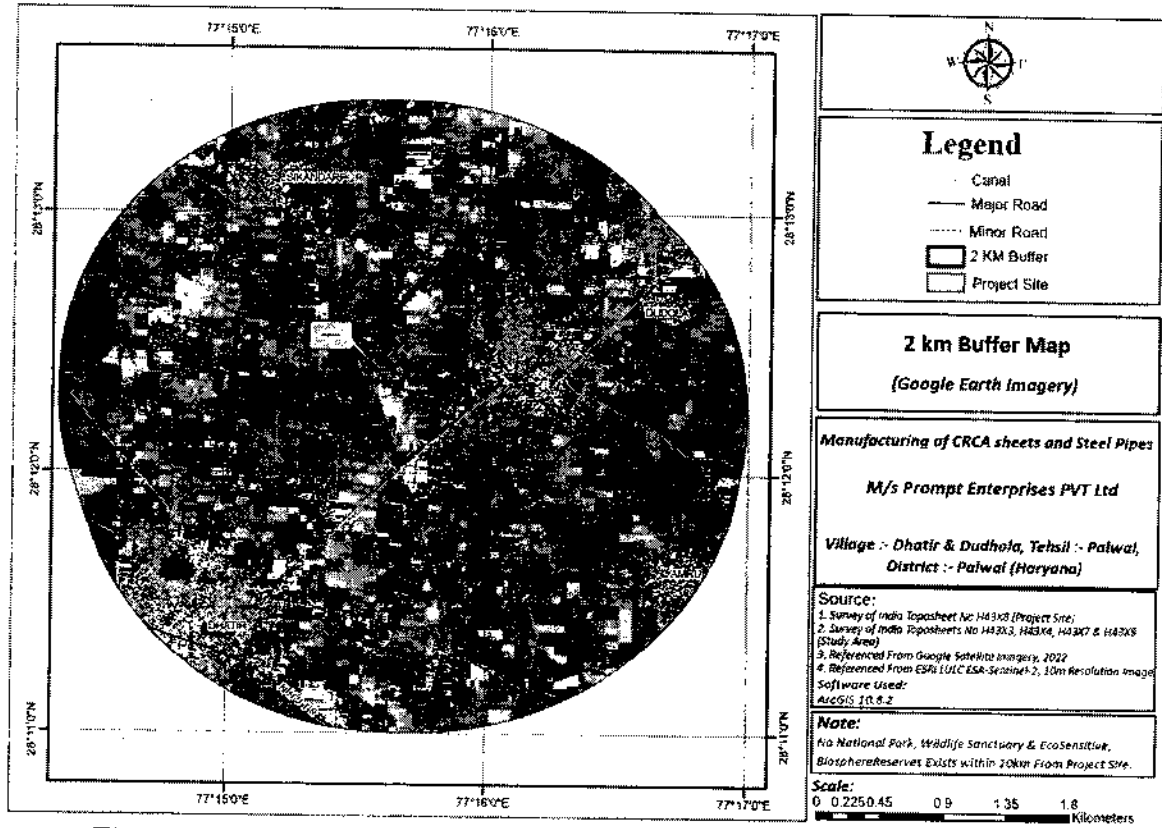 77°15'0"E
77°16'0"E
77°17'0"E
28°13'0"N
28°13'0"N
28°12'0"N
28°12'0"N
28°11'0"N
28°11'0"N
DUDOLA
DHATIR
77°15'0"E
77°16'0"E
77°17'0"E
N
W
S
Legend
Canal
Major Road
Minor Road
2 KM Buffer
Project Site
2 km Buffer Map
(Google Earth Imagery)
Manufacturing of CRCA sheets and Steel Pipes
M/s Prompt Enterprises PVT Ltd
Village :- Dhatir & Dudhola, Tehsil :- Palwal,
District :- Palwal (Haryana)
Source:
1. Survey of India Toposheet No H43X8 (Project Site)
2. Survey of India Toposheets No H43X3, H43X4, H43X7 &
(Study Area)
3. Referenced From Google Satellite Imagery, 2022
4. Referenced From ESRI LULC ESA-Sentinel-2, 10m Resolution Image
Software Used:
ArcGIS 10.8.2
Note:
No National Park, Wildlife Sanctuary & EcoSensitive,
BiosphereReserves Exists within 10km From Project Site.
Scale:
0 0.225 0.45 0.9 1.35 1.8
Kilometers